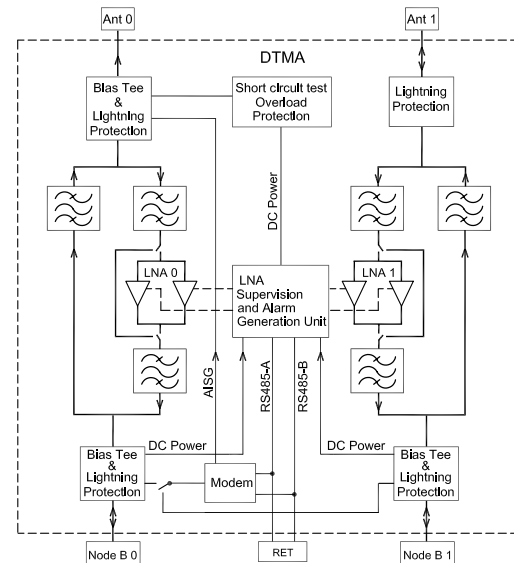 Ant 0
Ant 1
DTMA
Bias Tee
&
Lightning
Protection
Short circuit test
Overload
Protection
Lightning
Protection
DC Power
LNA 0
LNA 1
LNA
Supervision
and Alarm
Generation Unit
AISG
RS485-A
RS485-B
DC Power
DC Power
Bias Tee
&
Lightning
Protection
Modem
Bias Tee
&
Lightning
Protection
Node B 0
RET
Node B 1